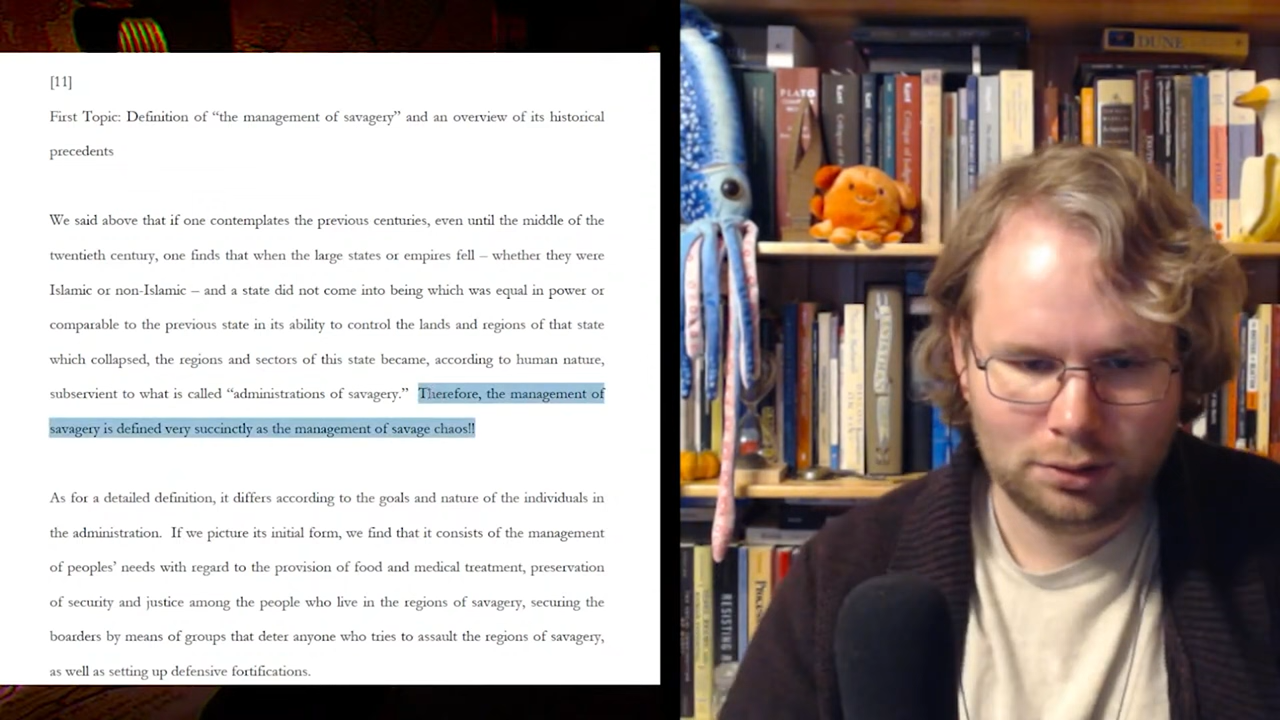 [11]
First Topic: Definition of “the management of savagery” and an overview of its historical
precedents
We said above that if one contemplates the previous centuries, even until the middle of the
twentieth century, one finds that when the large states or empires fell – whether they were
Islamic or non-Islamic – and a state did not come into being which was equal in power or
comparable to the previous state in its ability to control the lands and regions of that state
which collapsed, the regions and sectors of this state became, according to human nature,
subservient to what is called “administrations of savagery.” Therefore, the management of
savagery is defined very succinctly as the management of savage chaos!!
As for a detailed definition, it differs according to the goals and nature of the individuals in
the administration. If we picture its initial form, we find that it consists of the management
of peoples’ needs with regard to the provision of food and medical treatment, preservation
of security and justice among the people who live in the regions of savagery, securing the
boarders by means of groups that deter anyone who tries to assault the regions of savagery,
as well as setting up defensive fortifications.
DUNE
PLATO
Kant
Kant
Kant
RESISTING